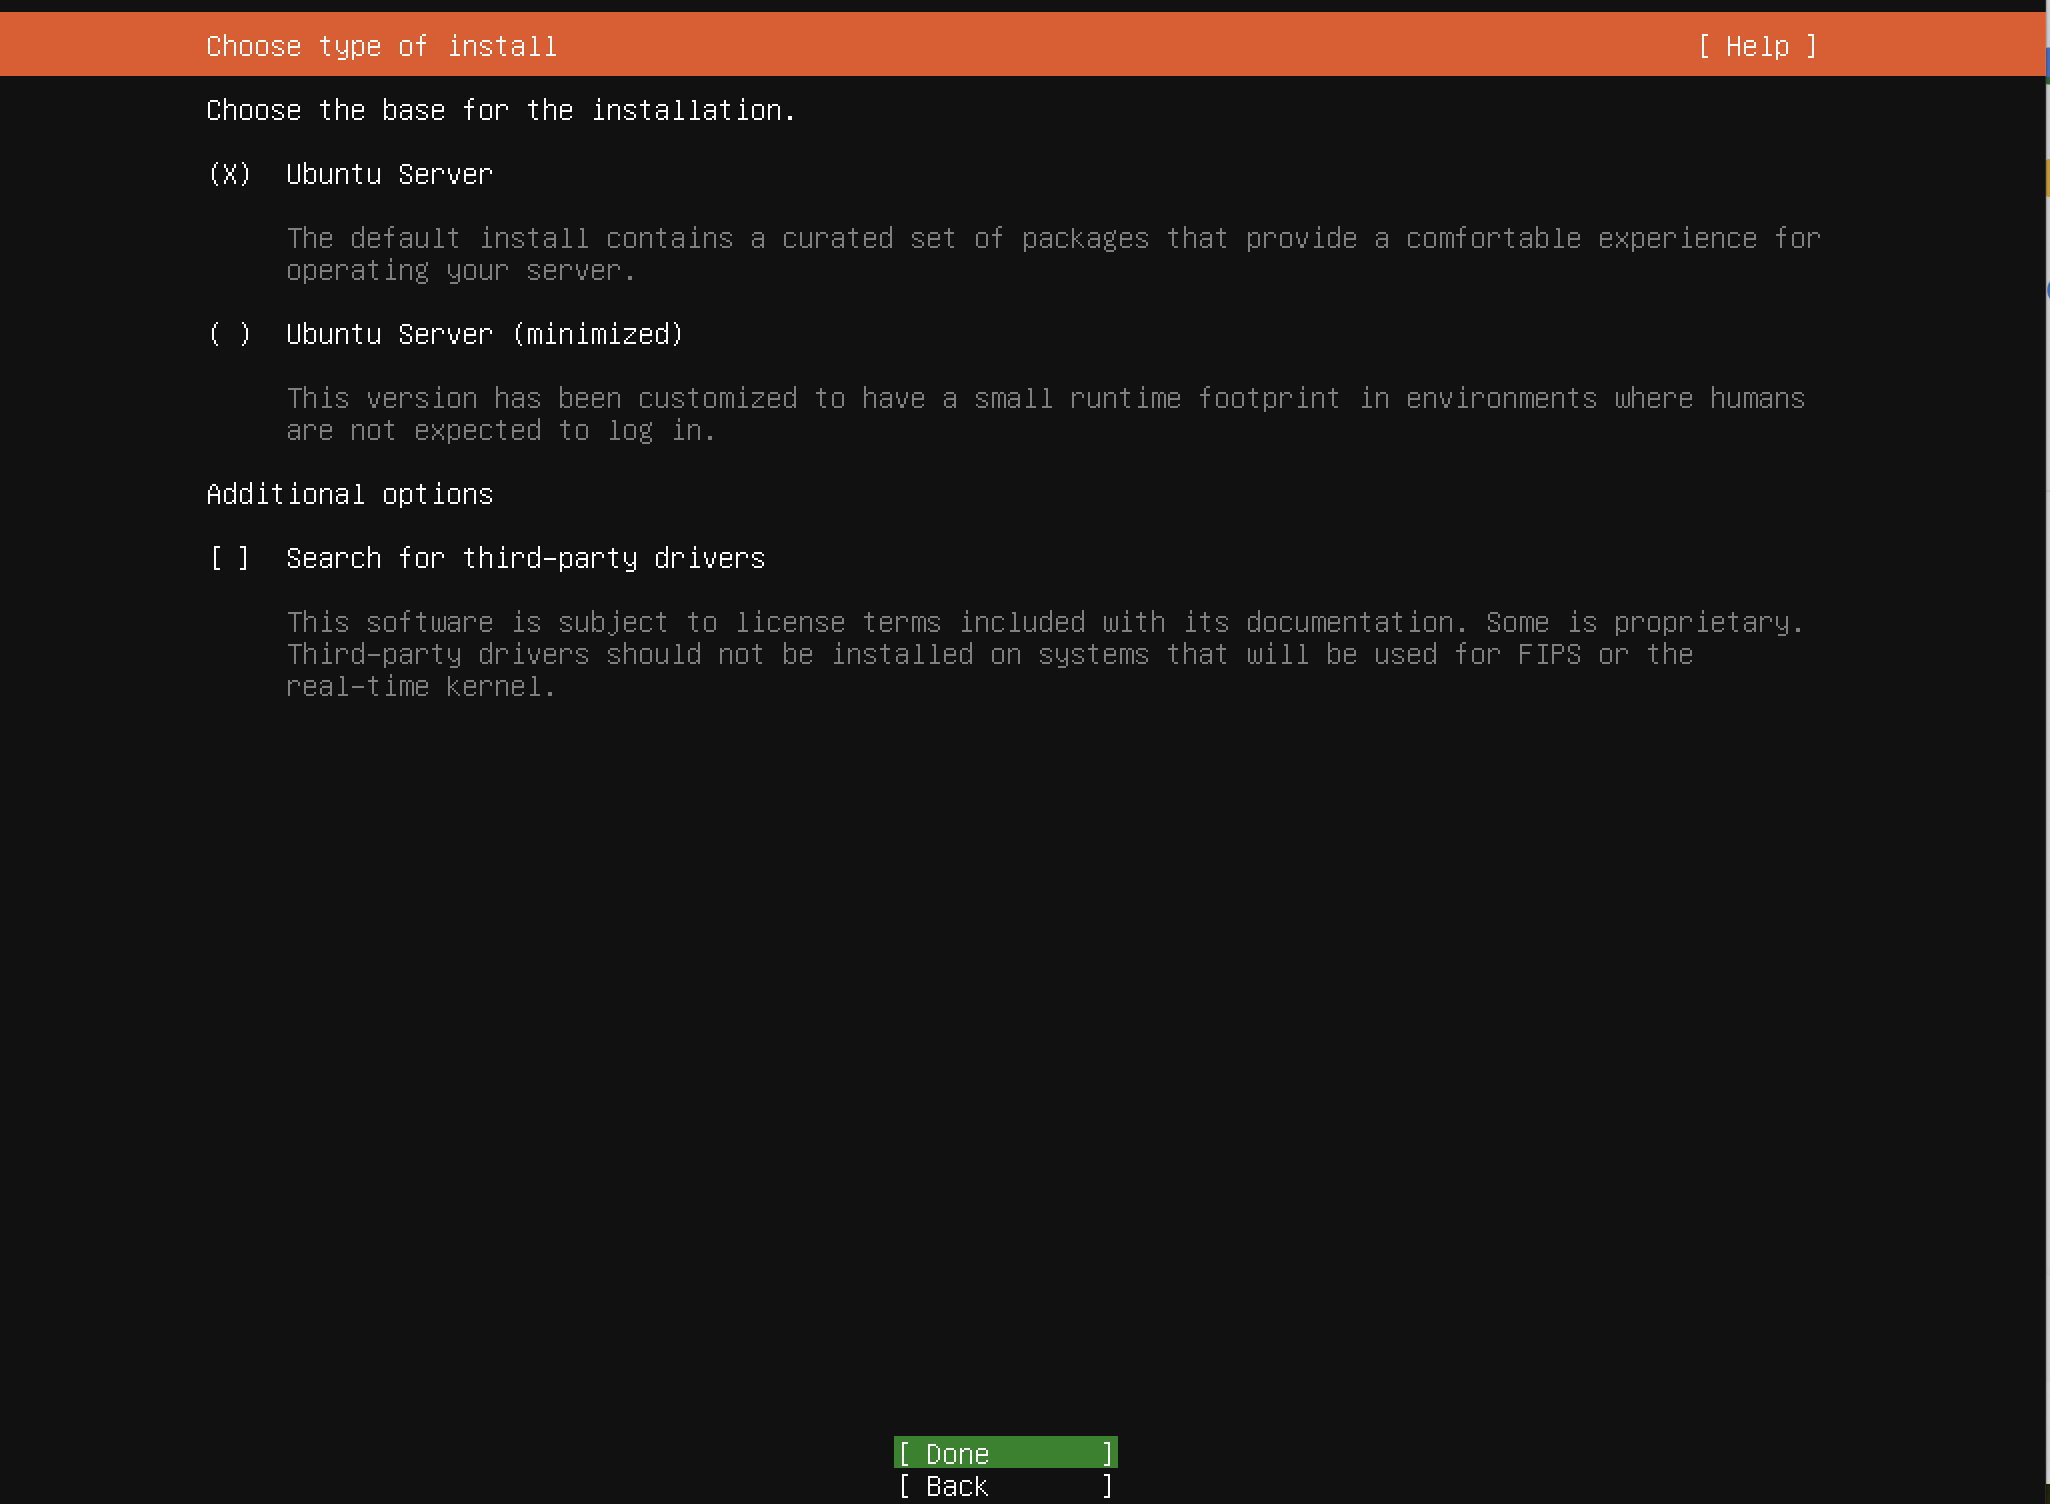 Choose type of install [ Help ]
Choose the base for the installation.
(X) Ubuntu Server
The default install contains a curated set of packages that provide a comfortable experience for
operating your server.
( ) Ubuntu Server (minimized)
This version has been customized to have a small runtime footprint in environments where humans
are not expected to log in.
Additional options
[ ] Search for third-party drivers
This software is subject to license terms included with its documentation. Some is proprietary.
Third-party drivers should not be installed on systems that will be used for FIPS or the
real-time kernel.
[ Done ]
[ Back ]